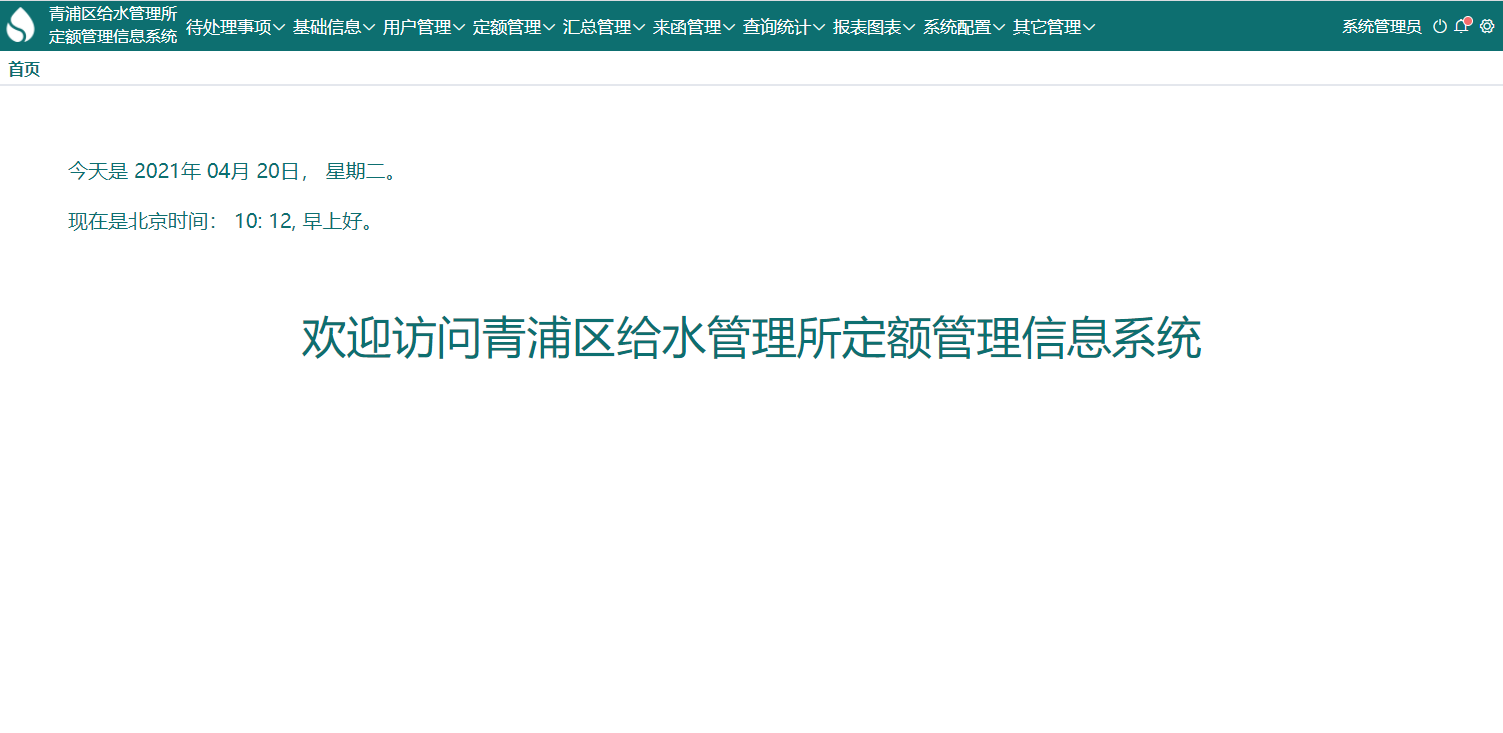 青浦区给水管理所
定额管理信息系统
待处理事项 基础信息 用户管理 定额管理 汇总管理 来函管理 查询统计 报表图表 系统配置 其它管理 系统管理员
首页
今天是 2021年 04月 20日， 星期二。
现在是北京时间： 10: 12, 早上好。
欢迎访问青浦区给水管理所定额管理信息系统